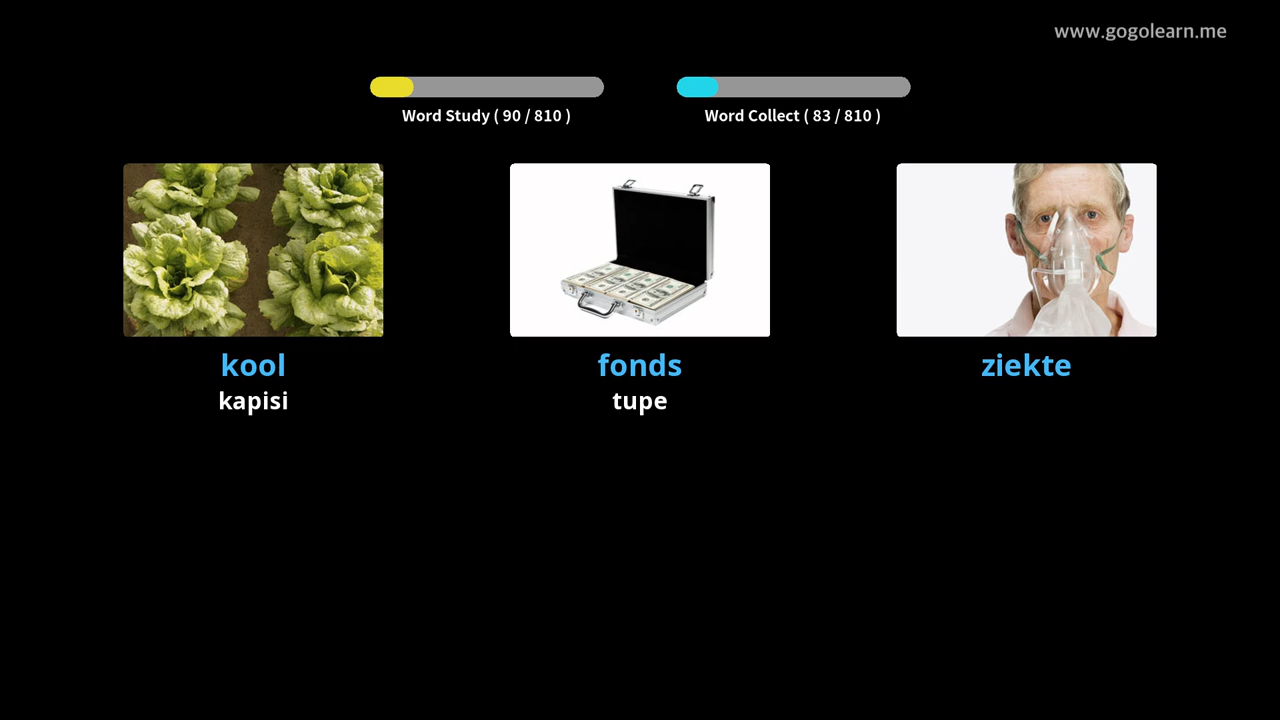 www.gogolearn.me
Word Study ( 90 / 810 )
Word Collect ( 83 / 810 )
kool
kapisi
fonds
tupe
ziekte